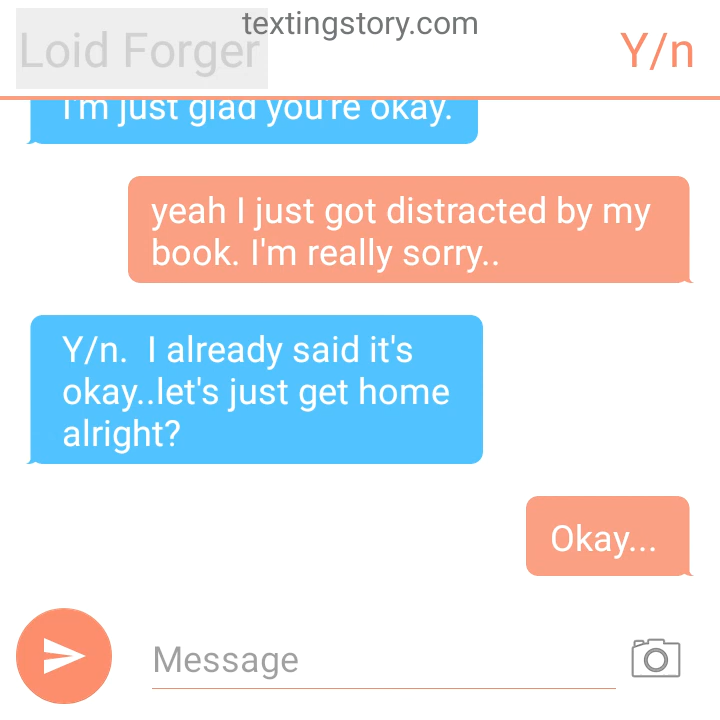 textingstory.com
Loid Forger
Y/n
I'm just glad you're okay.
yeah I just got distracted by my
book. I'm really sorry..
Y/n.  I already said it's
okay..let's just get home
alright?
Okay...
Message